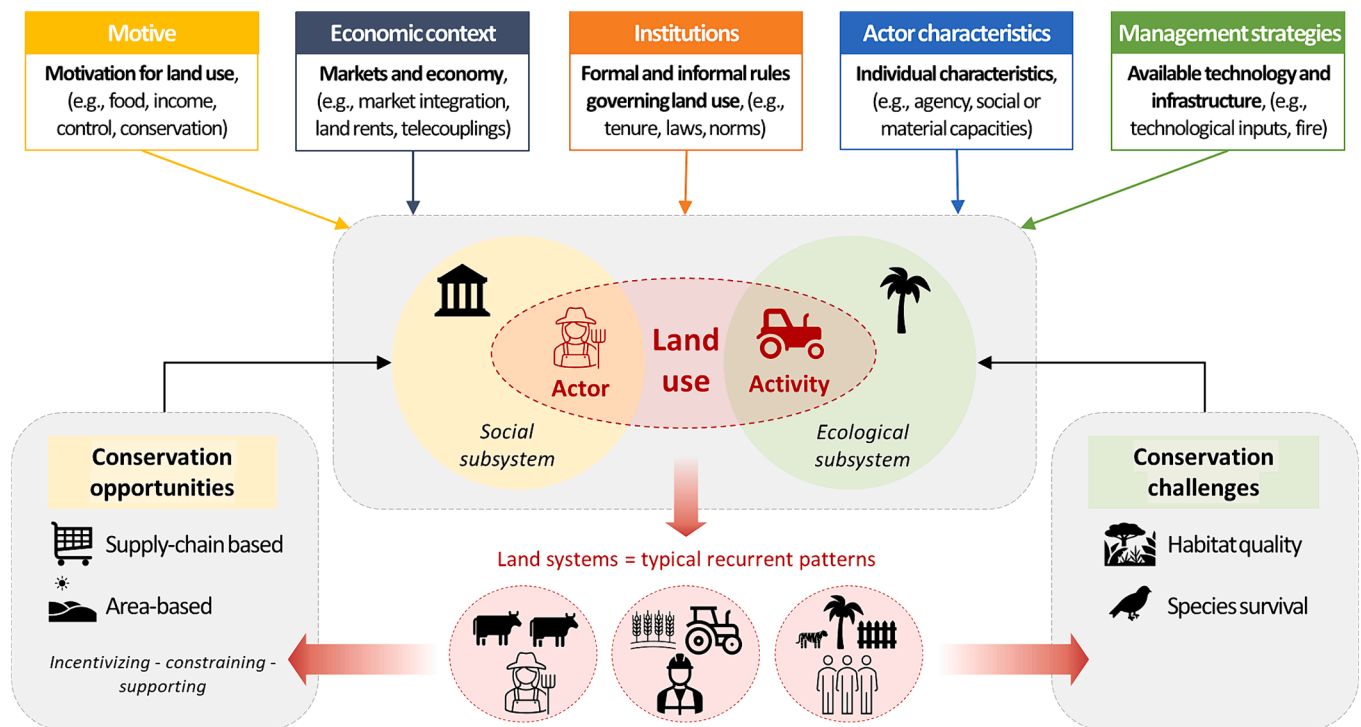 Motive
Motivation for land use,
(e.g., food, income,
control, conservation)
Economic context
Markets and economy,
(e.g., market integration,
land rents, telecouplings)
Institutions
Formal and informal rules
governing land use, (e.g.,
tenure, laws, norms)
Actor characteristics
Individual characteristics,
(e.g., agency, social or
material capacities)
Management strategies
Available technology and
infrastructure, (e.g.,
technological inputs, fire)
Land
use
Actor
Activity
Social
subsystem
Ecological
subsystem
Conservation
opportunities
Supply-chain based
Area-based
Incentivizing - constraining -
supporting
Land systems = typical recurrent patterns
Conservation
challenges
Habitat quality
Species survival